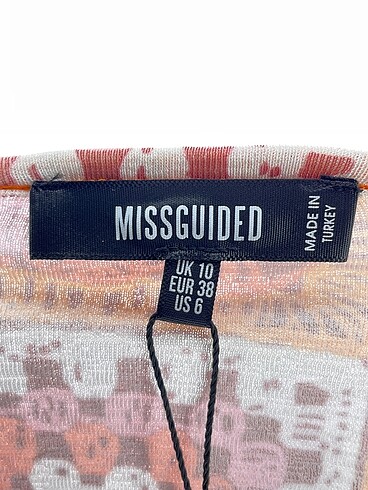 MISSGUIDED
MADE IN
TURKEY
UK 10
EUR 38
US 6